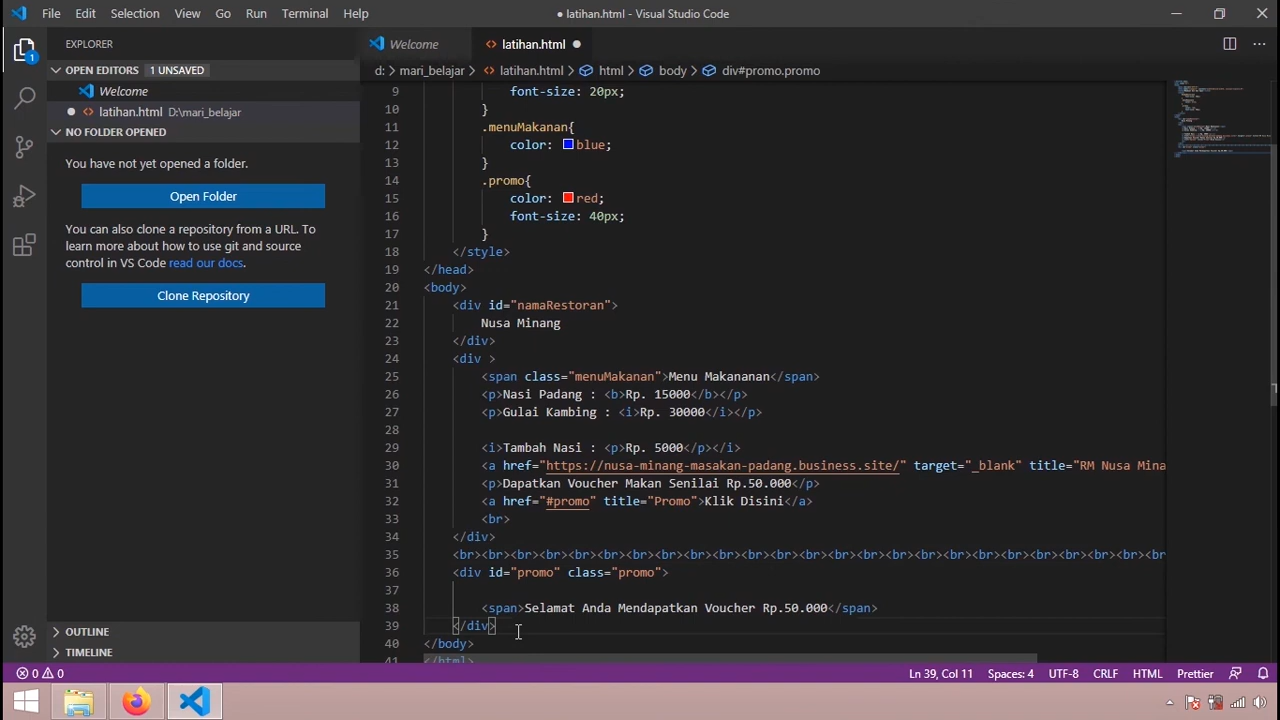 File Edit Selection View Go Run Terminal Help
● latihan.html - Visual Studio Code
EXPLORER
OPEN EDITORS 1 UNSAVED
Welcome
latihan.html D:\mari_belajar
NO FOLDER OPENED
You have not yet opened a folder.
Open Folder
You can also clone a repository from a URL. To
learn more about how to use git and source
control in VS Code read our docs.
Clone Repository
OUTLINE
TIMELINE
Welcome
latihan.html
d: > mari_belajar > latihan.html > html > body > div#promo.promo
9 font-size: 20px;
10 }
11 .menuMakanan{
12 color: blue;
13 }
14 .promo{
15 color: red;
16 font-size: 40px;
17 }
18 </style>
19 </head>
20 <body>
21 <div id="namaRestoran">
22 Nusa Minang
23 </div>
24 <div >
25 <span class="menuMakanan">Menu Makananan</span>
26 <p>Nasi Padang : <b>Rp. 15000</b></p>
27 <p>Gulai Kambing : <i>Rp. 30000</i></p>
28
29 <i>Tambah Nasi : <p>Rp. 5000</p></i>
30 <a href="https://nusa-minang-masakan-padang.business.site/" target="_blank" title="RM Nusa Mina
31 <p>Dapatkan Voucher Makan Senilai Rp.50.000</p>
32 <a href="#promo" title="Promo">Klik Disini</a>
33 <br>
34 </div>
35 <br><br><br><br><br><br><br><br><br><br><br><br><br><br><br><br><br><br><br><br><br><br><br><br><br
36 <div id="promo" class="promo">
37
38 <span>Selamat Anda Mendapatkan Voucher Rp.50.000</span>
39 </div>
40 </body>
41 </html>
0 0
Ln 39, Col 11 Spaces: 4 UTF-8 CRLF HTML Prettier
1